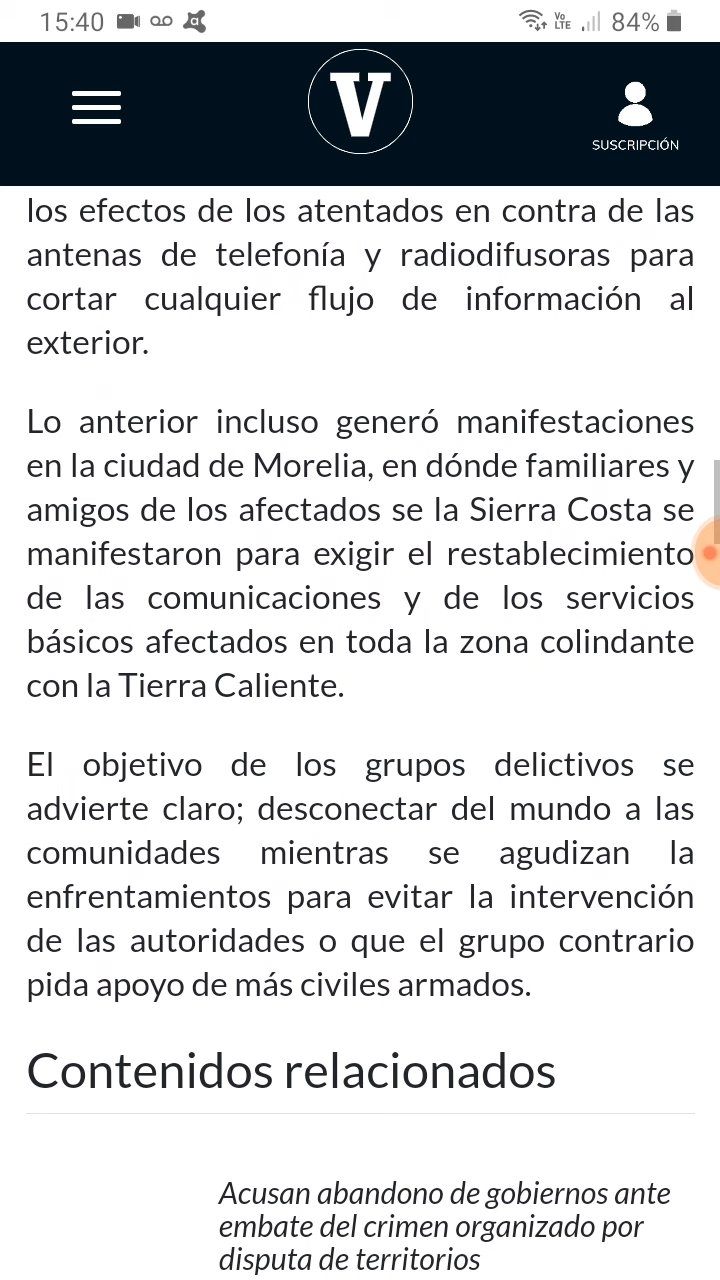 15:40
Vo
LTE
84%
V
SUSCRIPCIÓN
los efectos de los atentados en contra de las
antenas de telefonía y radiodifusoras para
cortar cualquier flujo de información al
exterior.
Lo anterior incluso generó manifestaciones
en la ciudad de Morelia, en dónde familiares y
amigos de los afectados se la Sierra Costa se
manifestaron para exigir el restablecimiento
de las comunicaciones y de los servicios
básicos afectados en toda la zona colindante
con la Tierra Caliente.
El objetivo de los grupos delictivos se
advierte claro; desconectar del mundo a las
comunidades mientras se agudizan la
enfrentamientos para evitar la intervención
de las autoridades o que el grupo contrario
pida apoyo de más civiles armados.
Contenidos relacionados
Acusan abandono de gobiernos ante
embate del crimen organizado por
disputa de territorios